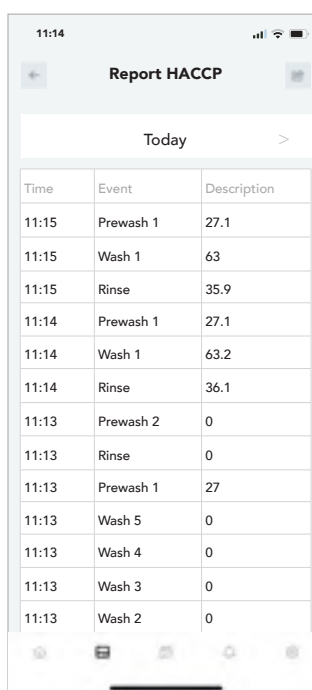 11:14
Report HACCP
Today >
Time Event Description
11:15 Prewash 1 27.1
11:15 Wash 1 63
11:15 Rinse 35.9
11:14 Prewash 1 27.1
11:14 Wash 1 63.2
11:14 Rinse 36.1
11:13 Prewash 2 0
11:13 Rinse 0
11:13 Prewash 1 27
11:13 Wash 5 0
11:13 Wash 4 0
11:13 Wash 3 0
11:13 Wash 2 0